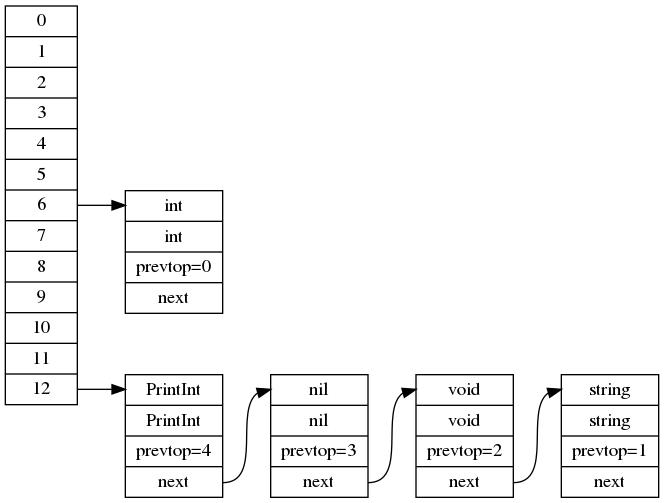 0
1
2
3
4
5
6
7
8
9
10
11
12
int
int
prevtop=0
next
PrintInt
PrintInt
prevtop=4
next
nil
nil
prevtop=3
next
void
void
prevtop=2
next
string
string
prevtop=1
next